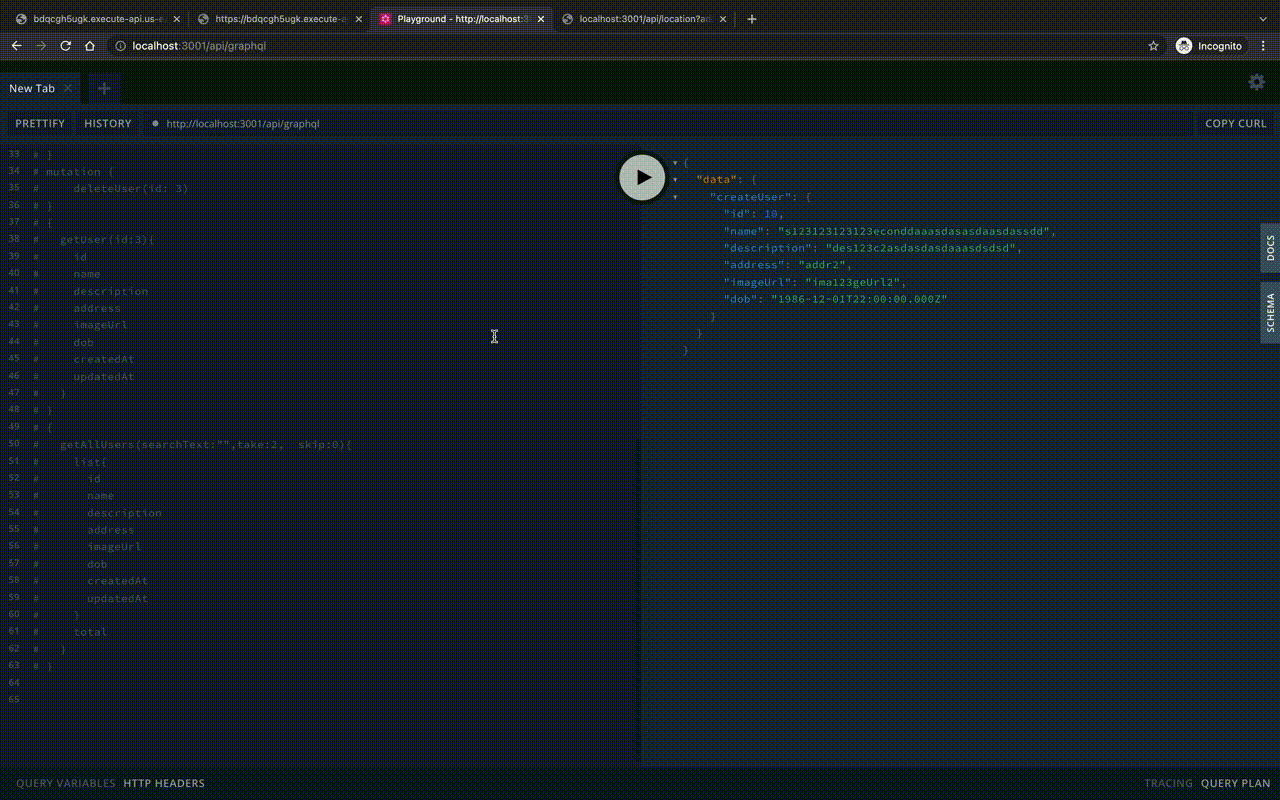 bdqcgh5ugk.execute-api.us-e
https://bdqcgh5ugk.execute-a
Playground - http://localhost:3
localhost:3001/api/location?ad
localhost:3001/api/graphql
Incognito
New Tab
PRETTIFY
HISTORY
http://localhost:3001/api/graphql
COPY CURL
33 # }
34 # mutation {
35 #     deleteUser(id: 3)
36 # }
37 # {
38 #   getUser(id:3){
39 #     id
40 #     name
41 #     description
42 #     address
43 #     imageUrl
44 #     dob
45 #     createdAt
46 #     updatedAt
47 #   }
48 # }
49 # {
50 #   getAllUsers(searchText:"",take:2,  skip:0){
51 #     list{
52 #       id
53 #       name
54 #       description
55 #       address
56 #       imageUrl
57 #       dob
58 #       createdAt
59 #       updatedAt
60 #     }
61 #     total
62 #   }
63 # }
64
65
{
"data": {
"createUser": {
"id": 10,
"name": "s123123123123econddaaasdasasdaasdassdd",
"description": "des123c2asdasdasdaaasdsdsd",
"address": "addr2",
"imageUrl": "ima123geUrl2",
"dob": "1986-12-01T22:00:00.000Z"
}
}
}
DOCS
SCHEMA
QUERY VARIABLES
HTTP HEADERS
TRACING
QUERY PLAN